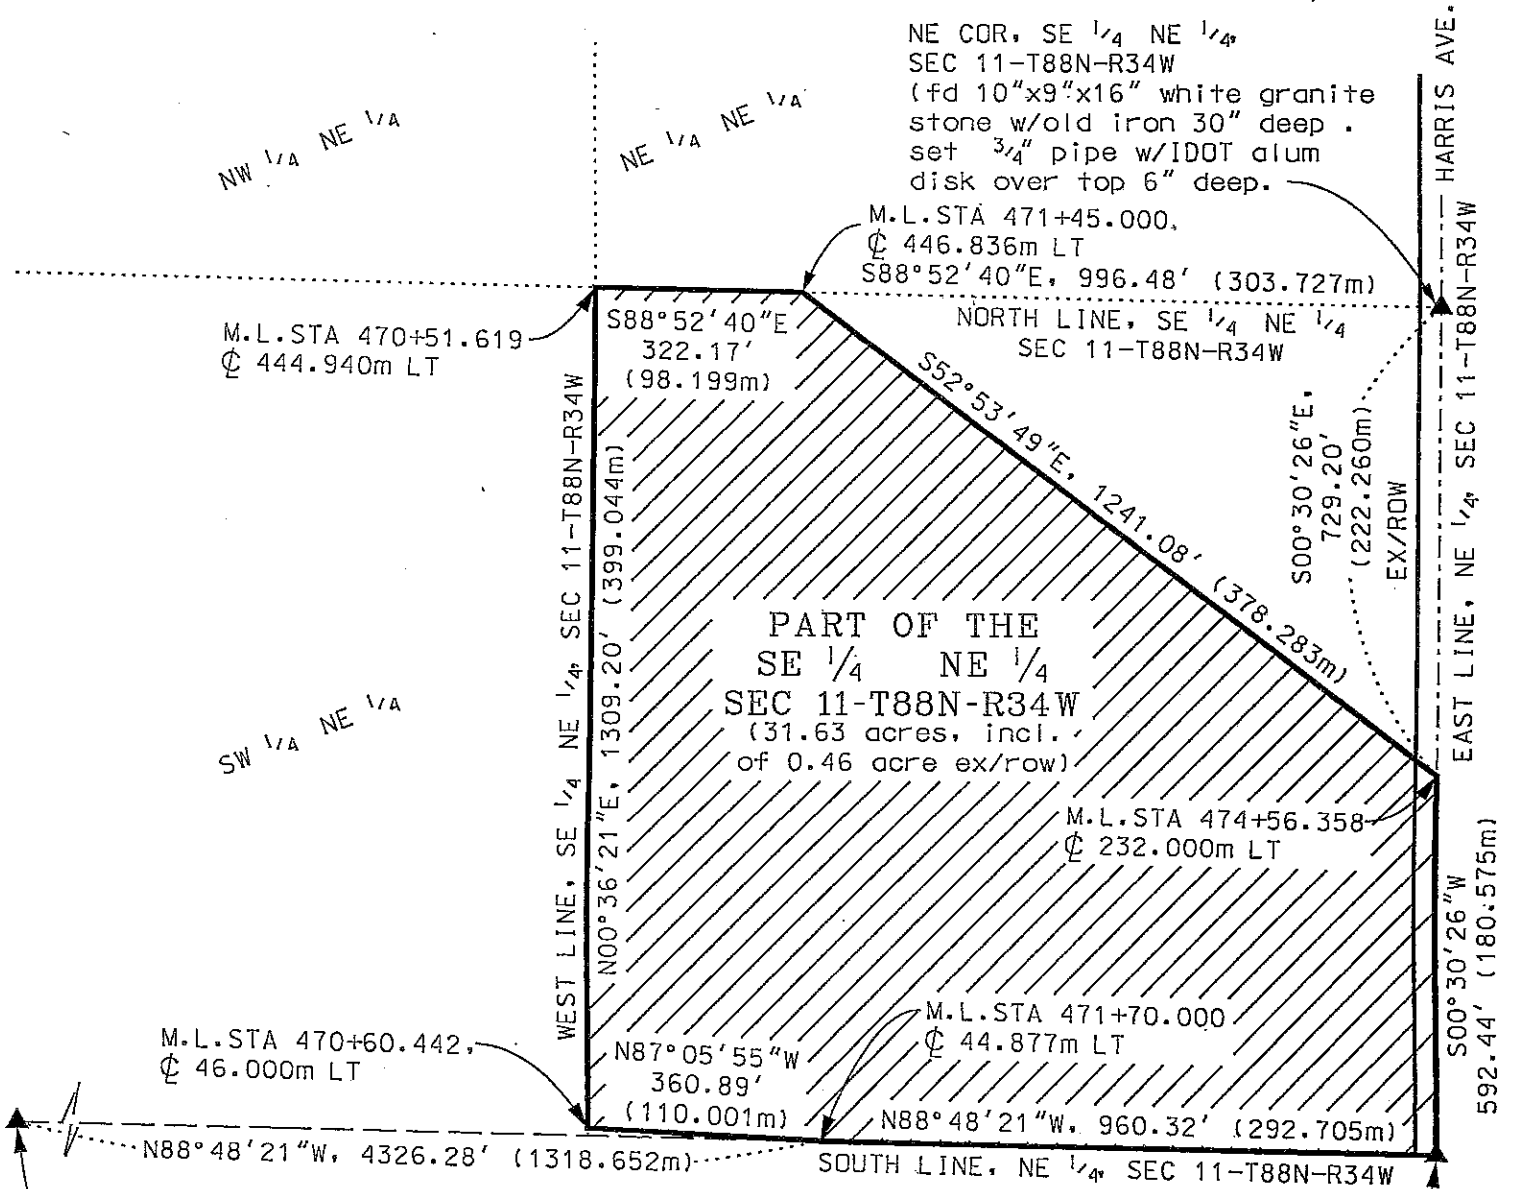 NE COR, SE 1/4 NE 1/4,
SEC 11-T88N-R34W
(fd 10"x9"x16" white granite
stone w/old iron 30" deep .
set 3/4" pipe w/IDOT alum
disk over top 6" deep.
HARRIS AVE.
NW 1/4 NE 1/4
NE 1/4 NE 1/4
M.L.STA 471+45.000,
℄ 446.836m LT
S88°52'40"E, 996.48' (303.727m)
NORTH LINE, SE 1/4 NE 1/4
SEC 11-T88N-R34W
M.L.STA 470+51.619
℄ 444.940m LT
S88°52'40"E
322.17'
(98.199m)
S52°53'49"E, 1241.08' (378.283m)
S00°30'26"E,
729.20'
(222.260m)
EX/ROW
EAST LINE, NE 1/4, SEC 11-T88N-R34W
WEST LINE, SE 1/4 NE 1/4, SEC 11-T88N-R34W
N00°36'21"E, 1309.20' (399.044m)
PART OF THE
SE 1/4 NE 1/4
SEC 11-T88N-R34W
(31.63 acres, incl.
of 0.46 acre ex/row)
SW 1/4 NE 1/4
M.L.STA 474+56.358
℄ 232.000m LT
S00°30'26"W
592.44' (180.575m)
M.L.STA 470+60.442,
℄ 46.000m LT
N87°05'55"W
360.89'
(110.001m)
M.L.STA 471+70.000
℄ 44.877m LT
N88°48'21"W, 960.32' (292.705m)
N88°48'21"W, 4326.28' (1318.652m)
SOUTH LINE, NE 1/4, SEC 11-T88N-R34W